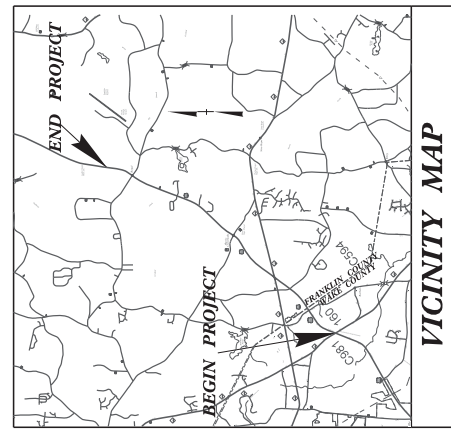 END PROJECT
BEGIN PROJECT
FRANKLIN COUNTY
WAKE COUNTY
VICINITY MAP